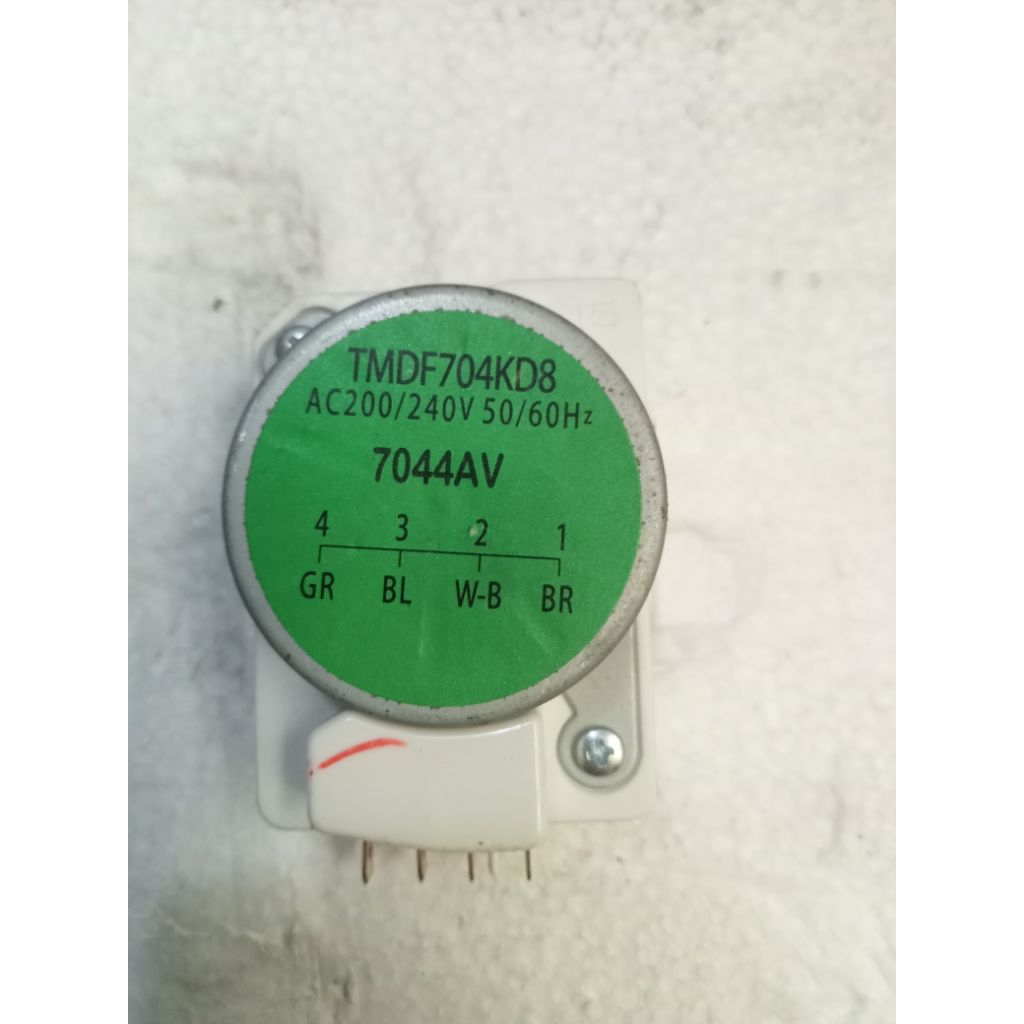 TMDF704KD8
AC200/240V 50/60Hz
7044AV
4 3 2 1
GR BL W-B BR